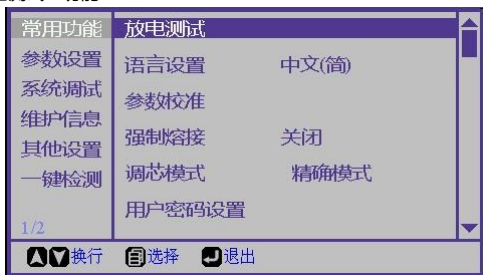 常用功能
参数设置
系统调试
维护信息
其他设置
一键检测
1/2
放电测试
语言设置 中文(简)
参数校准
强制熔接 关闭
调芯模式 精确模式
用户密码设置
换行 选择 退出